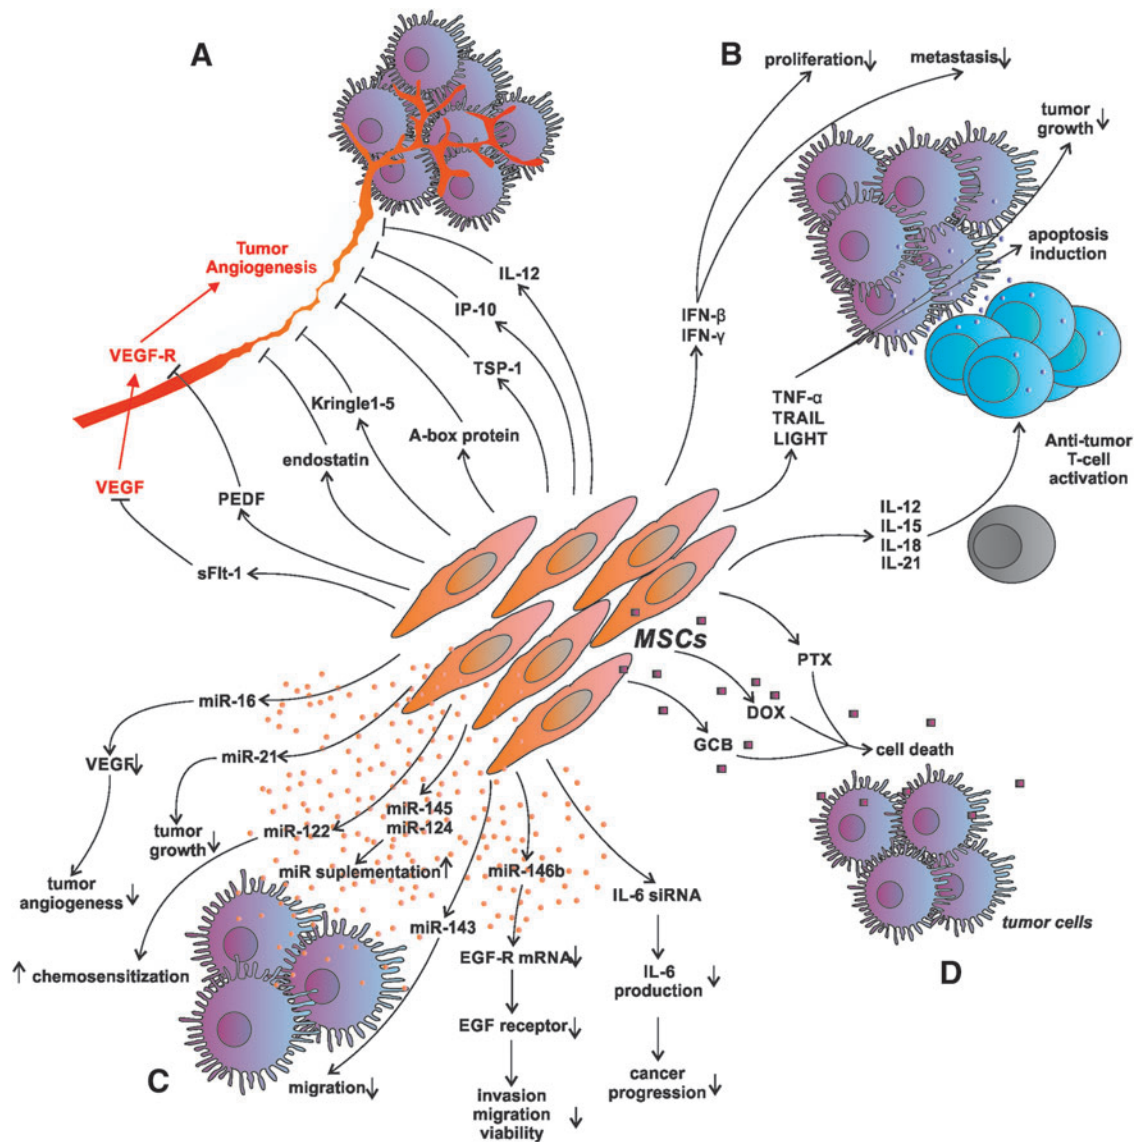 A
Tumor
Angiogenesis
VEGF-R
VEGF
IL-12
IP-10
TSP-1
Kringle1-5
A-box protein
endostatin
PEDF
sFlt-1
B
proliferation↓
metastasis↓
tumor
growth↓
apoptosis
induction
IFN-β
IFN-γ
TNF-α
TRAIL
LIGHT
Anti-tumor
T-cell
activation
IL-12
IL-15
IL-18
IL-21
MSCs
PTX
DOX
GCB
cell death
tumor cells
D
miR-16
VEGF↓
miR-21
tumor
growth↓
tumor
angiogeness↓
miR-122
↑ chemosensitization
miR-145
miR-124
miR suplementation↑
miR-143
migration↓
miR-146b
EGF-R mRNA↓
EGF receptor↓
invasion
migration ↓
viability
IL-6 siRNA
IL-6
production ↓
cancer
progression ↓
C